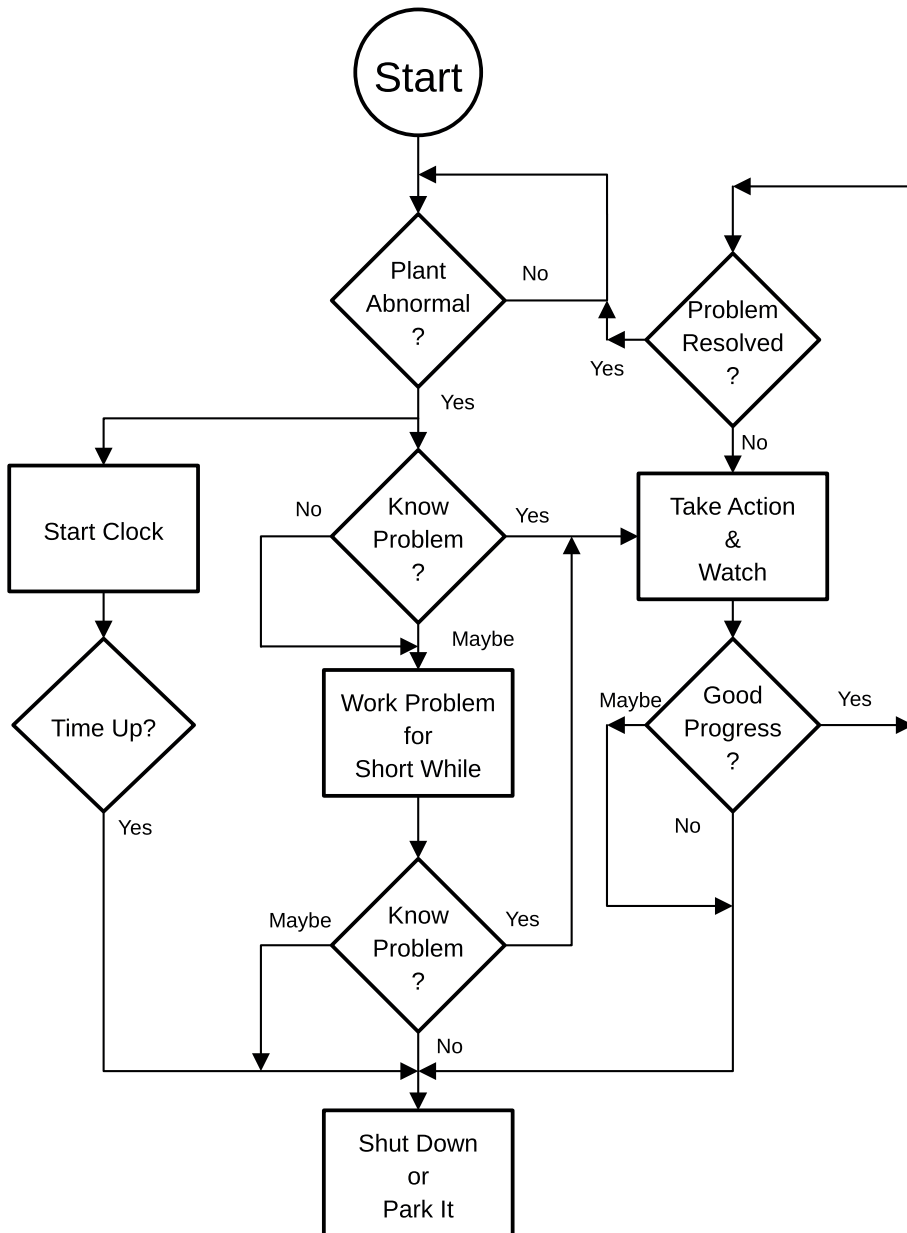 Start
Plant
Abnormal
?
No
Problem
Resolved
?
Yes
No
Yes
Start Clock
No
Know
Problem
?
Yes
Take Action
&
Watch
Maybe
Time Up?
Yes
Work Problem
for
Short While
Maybe
Good
Progress
?
Yes
No
Maybe
Know
Problem
?
Yes
No
Shut Down
or
Park It